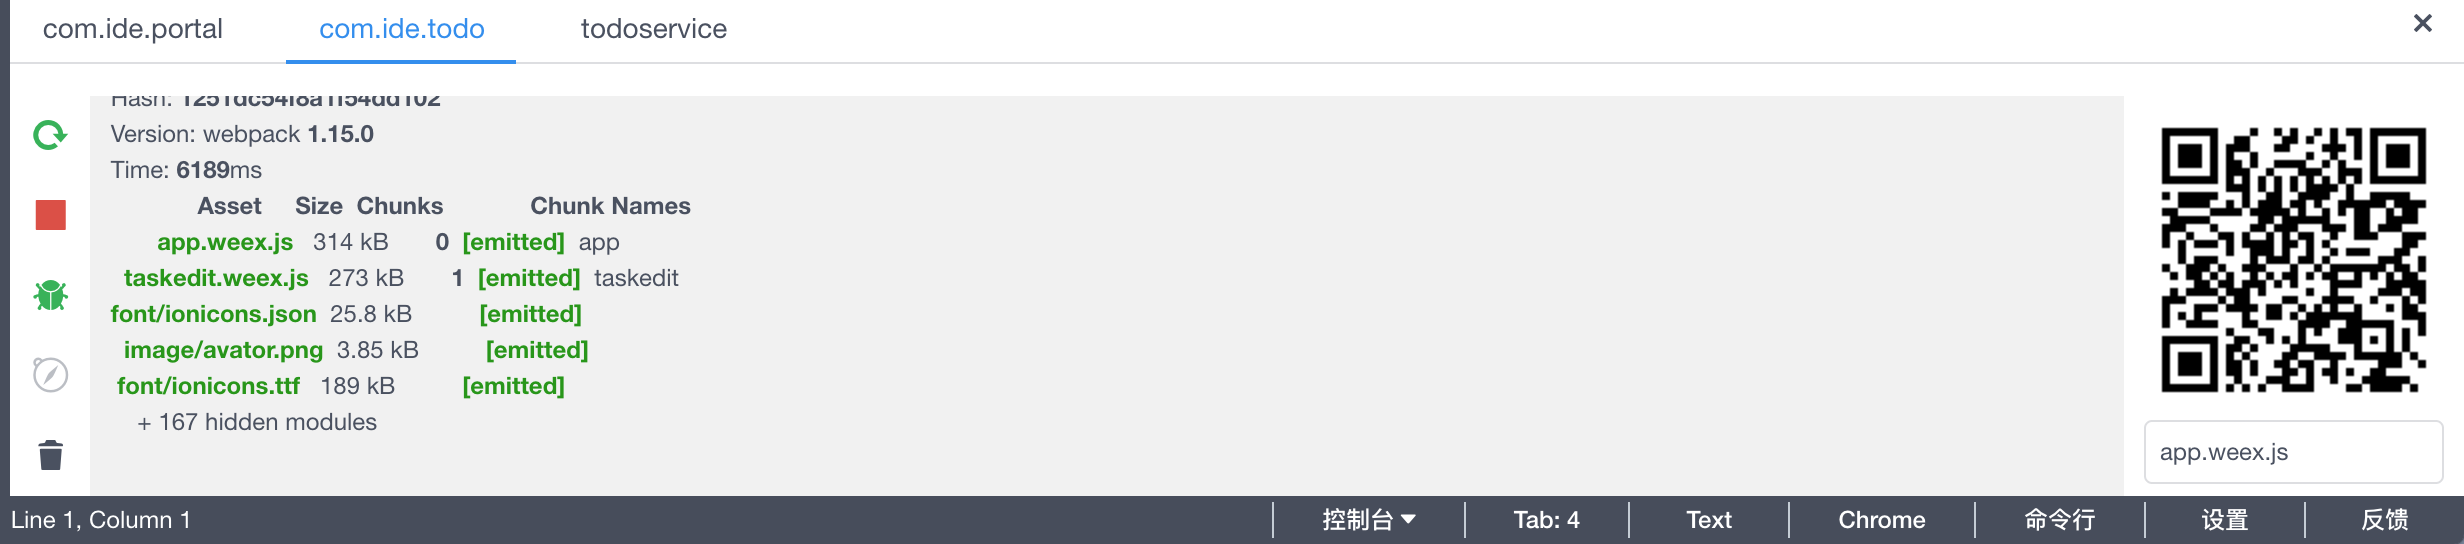 com.ide.portal com.ide.todo todoservice
Hash: 1251dc54f8a1f54dd102
Version: webpack 1.15.0
Time: 6189ms
Asset Size Chunks Chunk Names
app.weex.js 314 kB 0 [emitted] app
taskedit.weex.js 273 kB 1 [emitted] taskedit
font/ionicons.json 25.8 kB [emitted]
image/avator.png 3.85 kB [emitted]
font/ionicons.ttf 189 kB [emitted]
+ 167 hidden modules
app.weex.js
Line 1, Column 1 控制台 Tab: 4 Text Chrome 命令行 设置 反馈